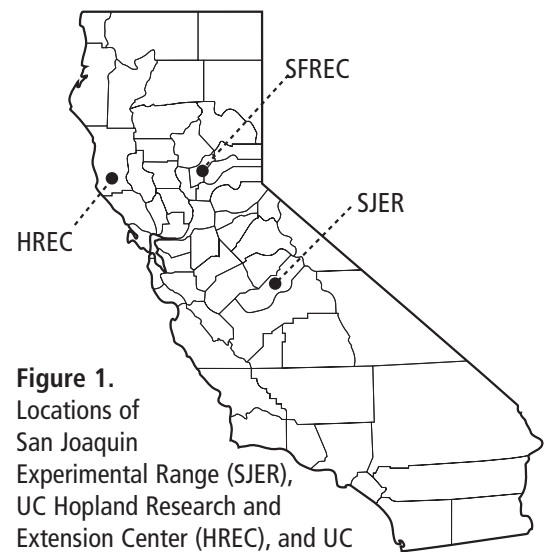 SFREC
SJER
HREC
Figure 1.
Locations of
San Joaquin
Experimental Range (SJER),
UC Hopland Research and
Extension Center (HREC), and UC